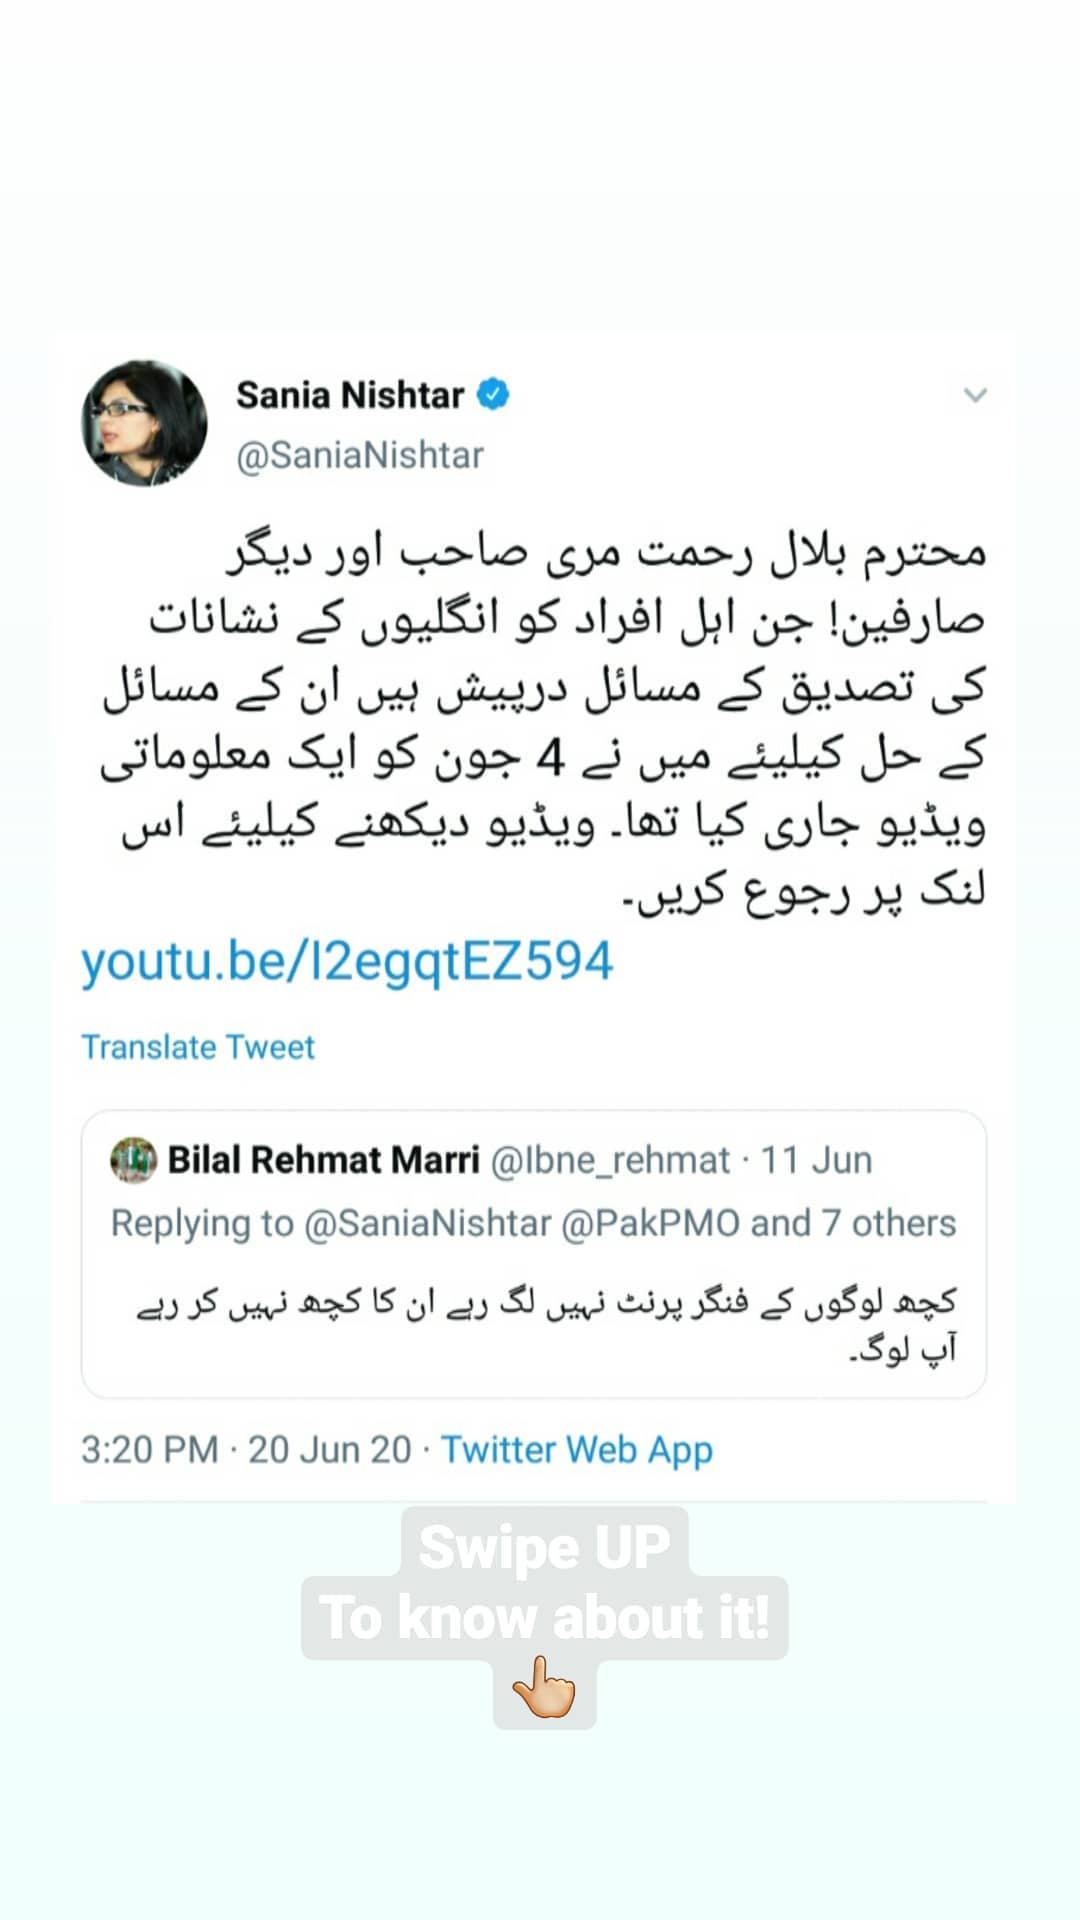 Sania Nishtar
@SaniaNishtar
محترم بلال رحمت مری صاحب اور دیگر
صارفین! جن اہل افراد کو انگلیوں کے نشانات
کی تصدیق کے مسائل درپیش ہیں ان کے مسائل
کے حل کیلیئے میں نے 4 جون کو ایک معلوماتی
ویڈیو جاری کیا تھا۔ ویڈیو دیکھنے کیلیئے اس
لنک پر رجوع کریں۔
youtu.be/I2egqtEZ594
Translate Tweet
Bilal Rehmat Marri @Ibne_rehmat · 11 Jun
Replying to @SaniaNishtar @PakPMO and 7 others
کچھ لوگوں کے فنگر پرنٹ نہیں لگ رہے ان کا کچھ نہیں کر رہے
آپ لوگ۔
3:20 PM · 20 Jun 20 · Twitter Web App
Swipe UP
To know about it!